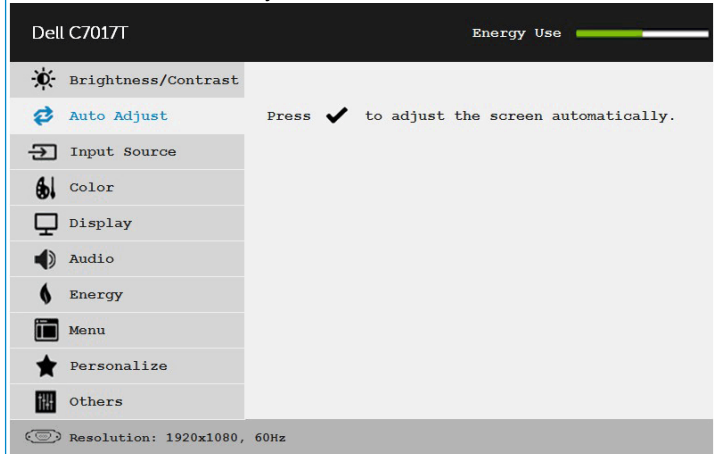 Dell C7017T
Energy Use
Brightness/Contrast
Auto Adjust
Press ✔ to adjust the screen automatically.
Input Source
Color
Display
Audio
Energy
Menu
Personalize
Others
Resolution: 1920x1080, 60Hz